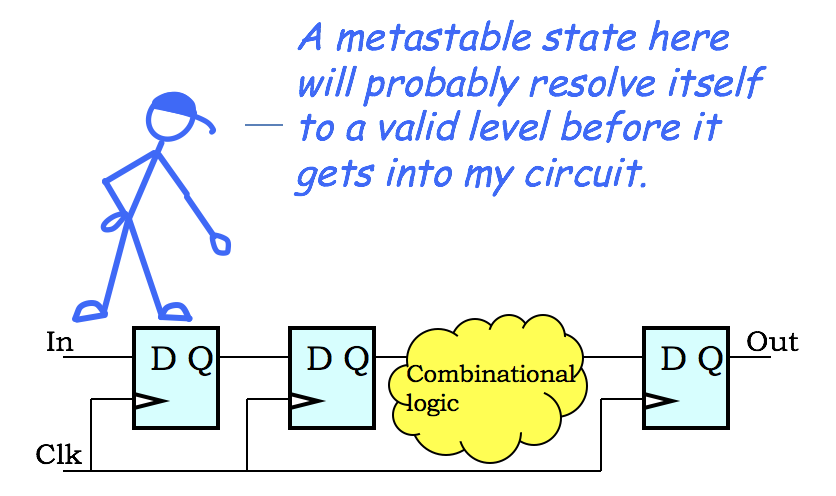 A metastable state here
will probably resolve itself
to a valid level before it
gets into my circuit.
In
D Q
D Q
Combinational
logic
D Q
Out
Clk